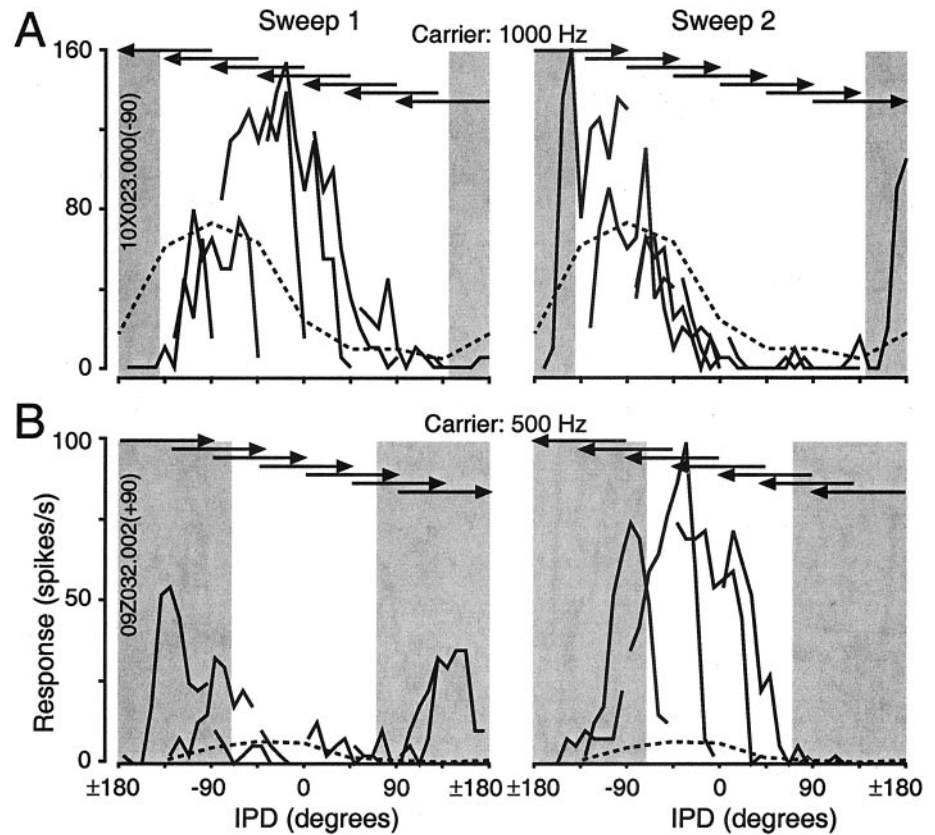 A
Sweep 1
Sweep 2
Carrier: 1000 Hz
160
80
0
10X023.000(-90)
B
Carrier: 500 Hz
100
50
0
Response (spikes/s)
09Z032.002(+90)
±180 -90 0 90 ±180
±180 -90 0 90 ±180
IPD (degrees)
IPD (degrees)